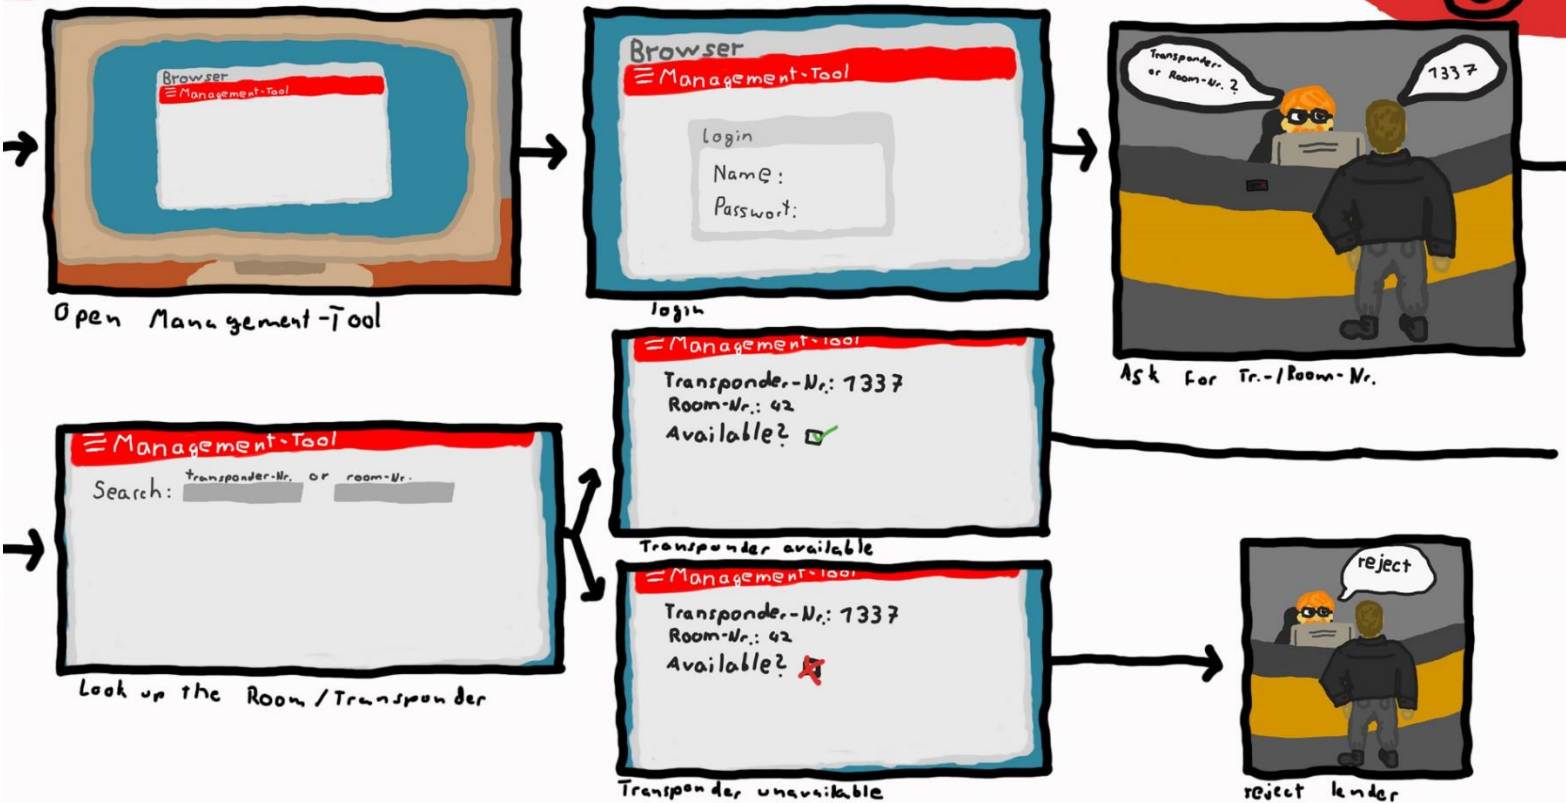 Browser
Management-Tool
Open Management-Tool
Browser
Management-Tool
Login
Name:
Passwort:
login
Transponder-
or Room-Nr.?
1337
Ask for Tr.-/Room-Nr.
Management-Tool
transponder-Nr. or room-Nr.
Search:
Look up the Room/Transponder
Management-Tool
Transponder-Nr.: 1337
Room-Nr.: 42
Available?
Transponder available
Management-Tool
Transponder-Nr.: 1337
Room-Nr.: 42
Available?
Transponder unavailable
reject
reject lender